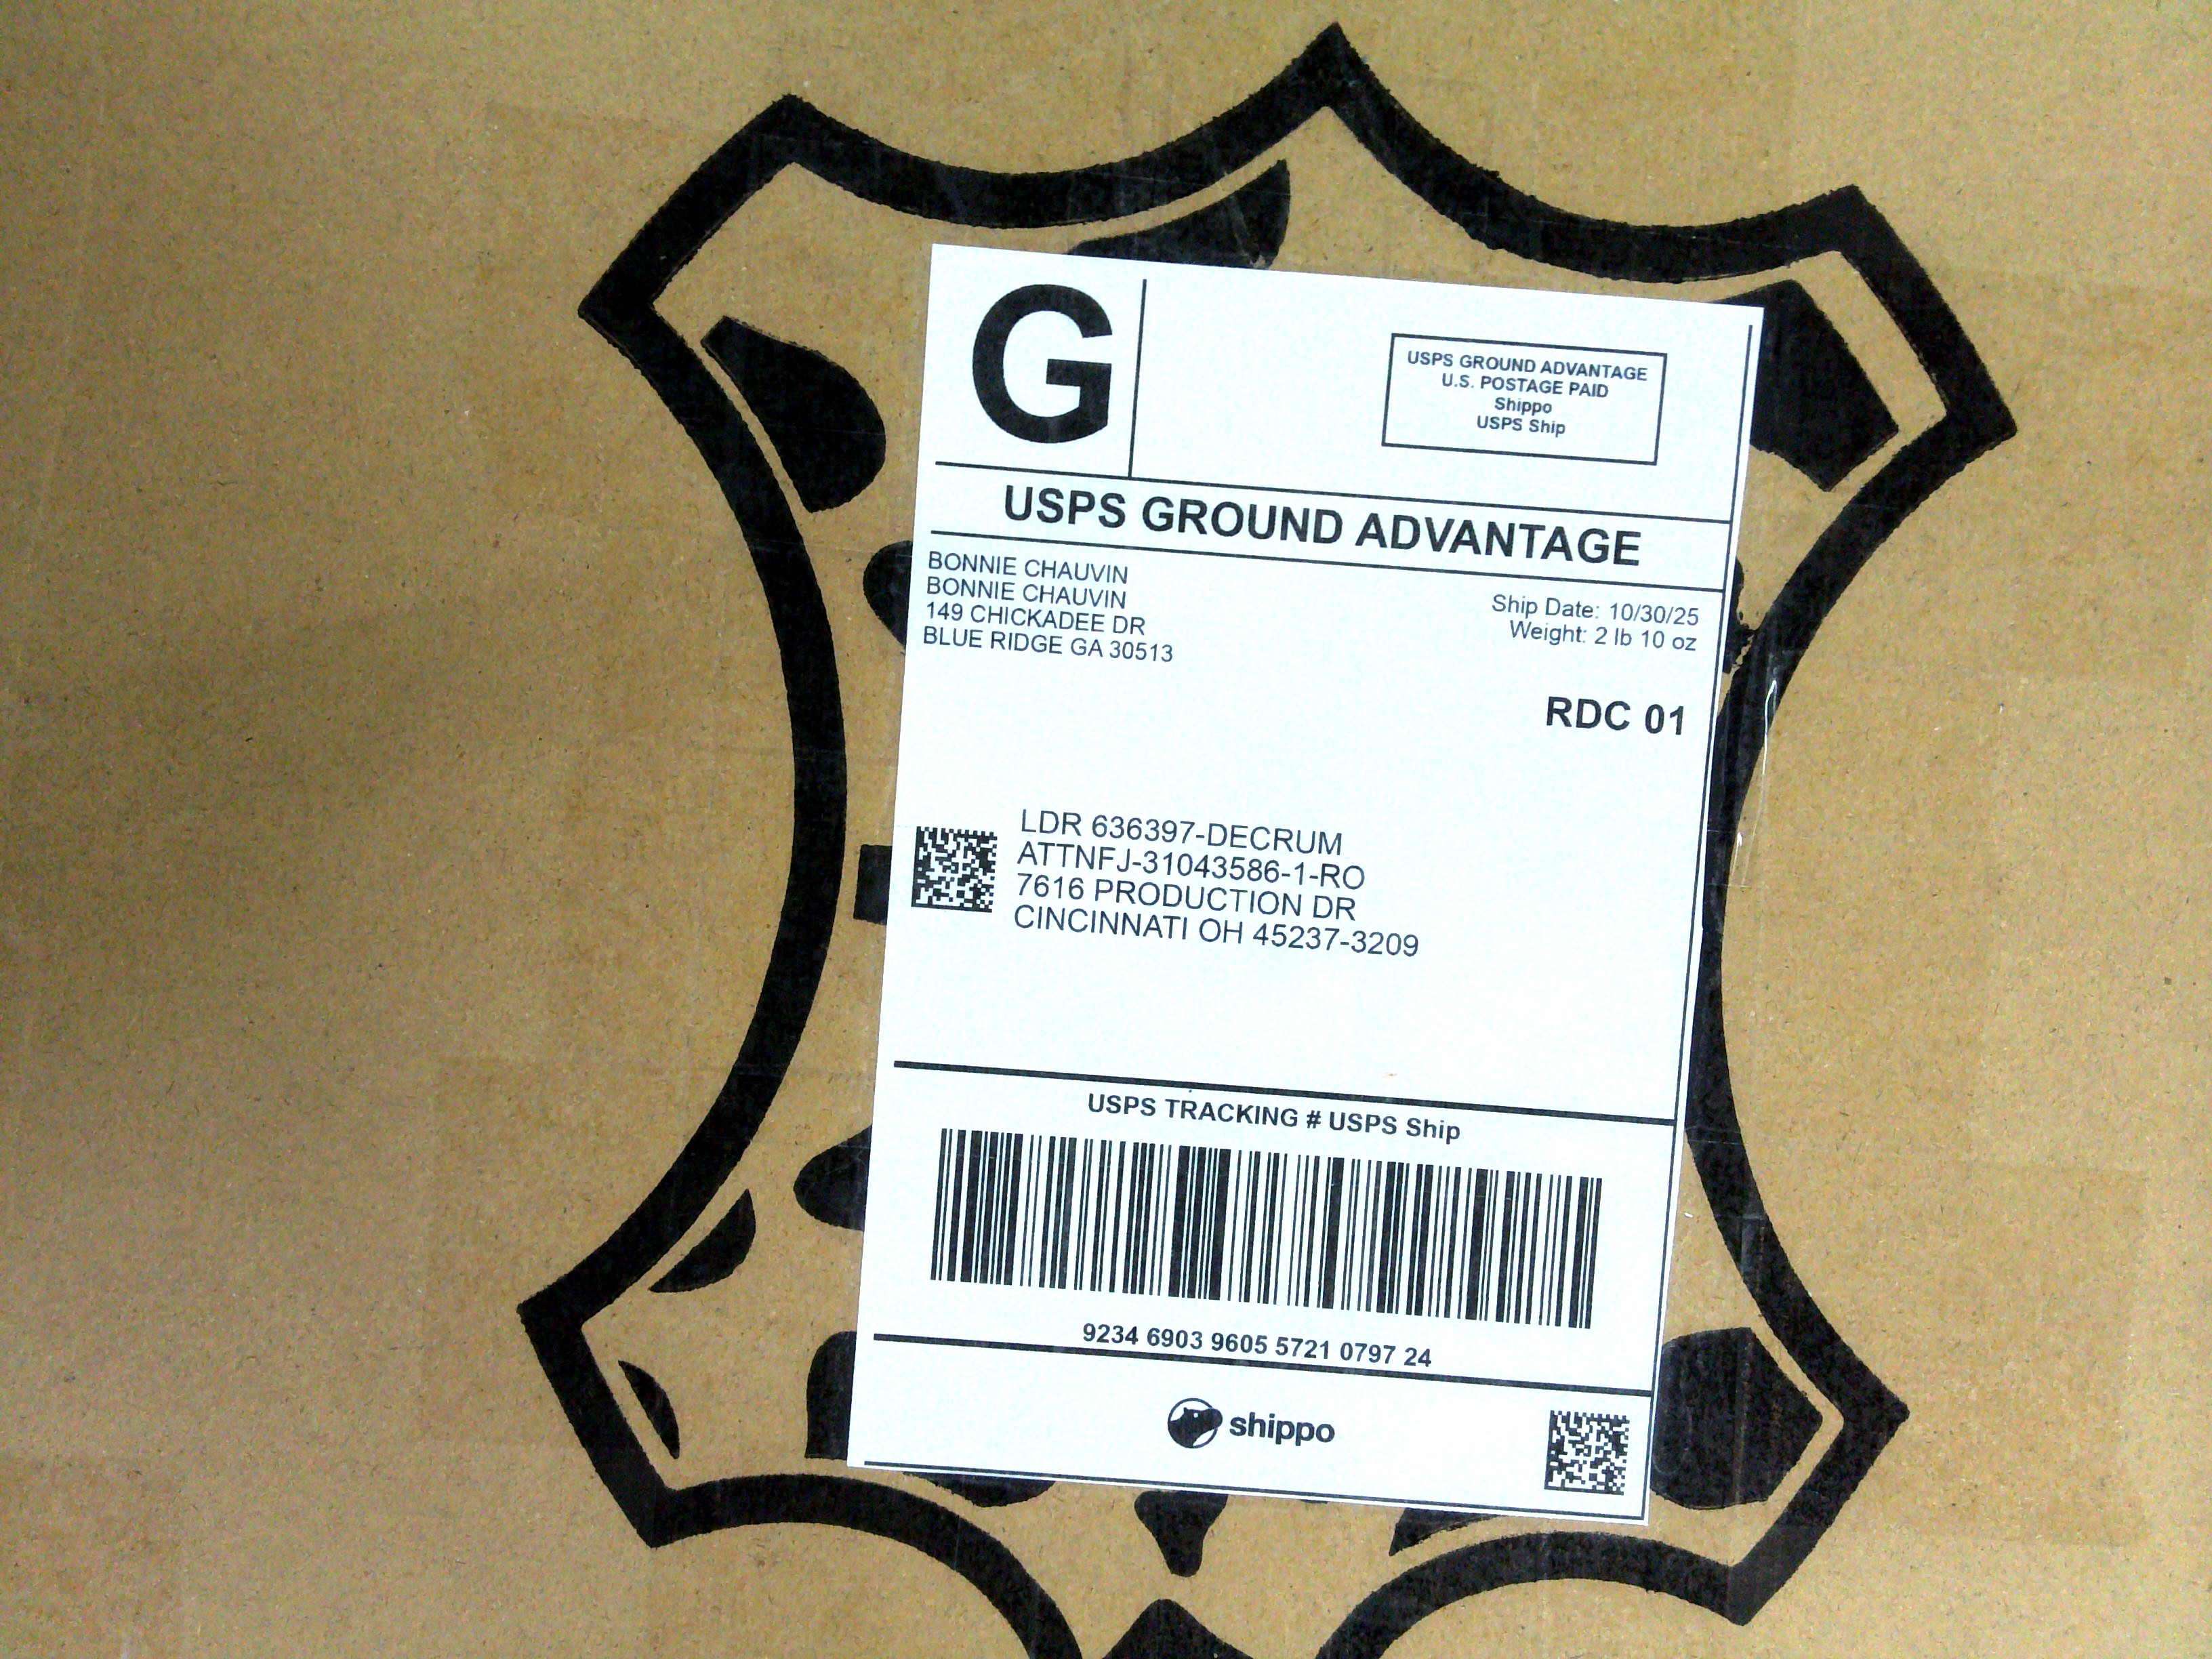 G
USPS GROUND ADVANTAGE
U.S. POSTAGE PAID
Shippo
USPS Ship
USPS GROUND ADVANTAGE
BONNIE CHAUVIN
BONNIE CHAUVIN
149 CHICKADEE DR
BLUE RIDGE GA 30513
Ship Date: 10/30/25
Weight: 2 lb 10 oz
RDC 01
LDR 636397-DECRUM
ATTNFJ-31043586-1-RO
7616 PRODUCTION DR
CINCINNATI OH 45237-3209
USPS TRACKING # USPS Ship
9234 6903 9605 5721 0797 24
shippo